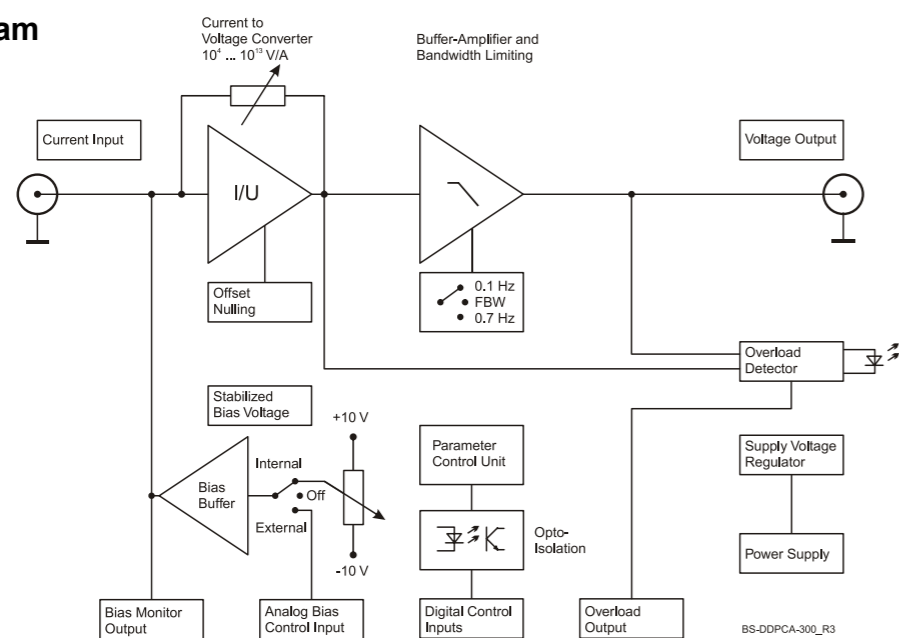 am
Current to
Voltage Converter
10⁴ ... 10¹³ V/A
Buffer-Amplifier and
Bandwidth Limiting
Current Input
Voltage Output
I/U
Offset
Nulling
0.1 Hz
FBW
0.7 Hz
Overload
Detector
Stabilized
Bias Voltage
+10 V
Internal
Bias
Buffer
Off
External
-10 V
Parameter
Control Unit
Opto-
Isolation
Supply Voltage
Regulator
Power Supply
Bias Monitor
Output
Analog Bias
Control Input
Digital Control
Inputs
Overload
Output
BS-DDPCA-300_R3